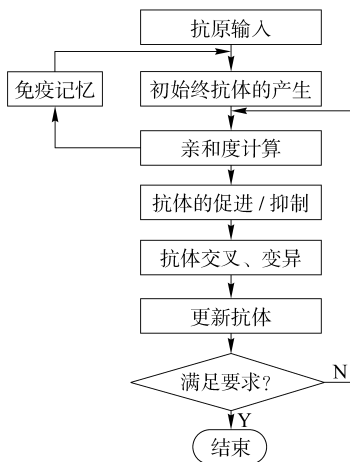 抗原输入
免疫记忆
初始终抗体的产生
亲和度计算
抗体的促进 / 抑制
抗体交叉、变异
更新抗体
满足要求?
N
Y
结束